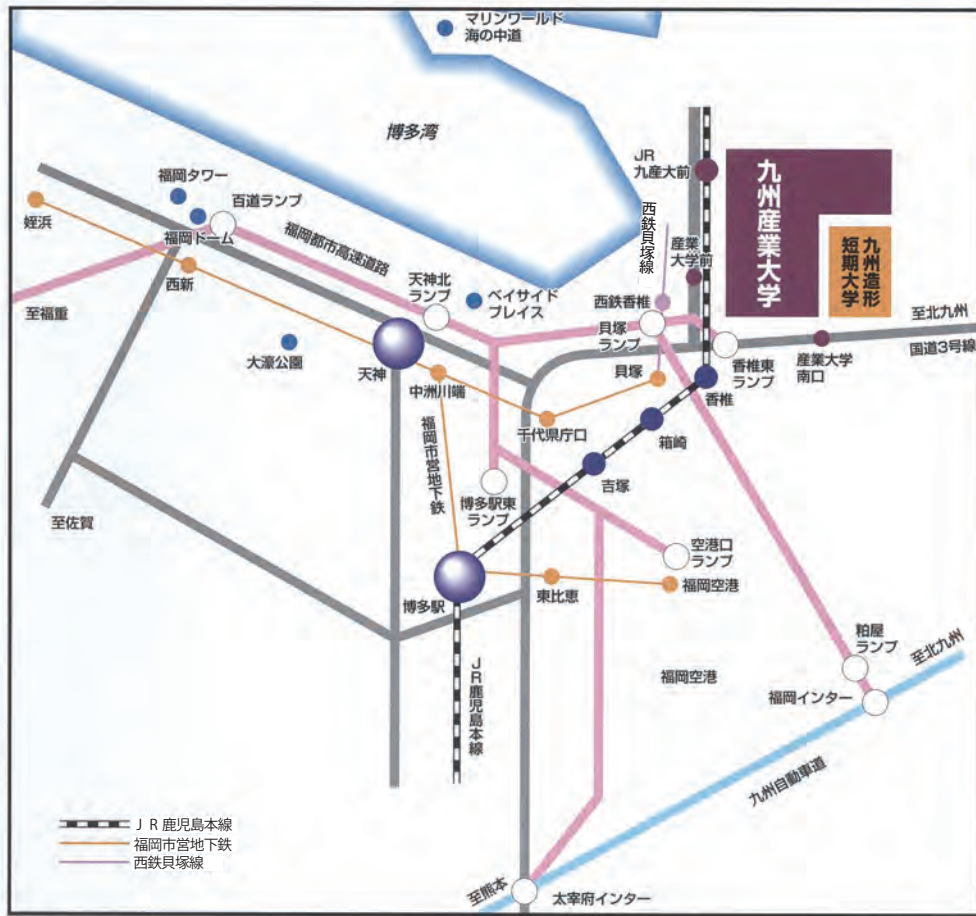 マリンワールド
海の中道
博多湾
JR
九産大前
九州産業大学
九州造形
短期大学
福岡タワー
百道ランプ
姪浜
福岡ドーム
西新
福岡都市高速道路
西鉄貝塚線
産業
大学前
天神北
ランプ
ベイサイド
プレイス
西鉄香椎
貝塚
ランプ
至北九州
国道3号線
至福重
大濠公園
天神
中洲川端
貝塚
香椎東
ランプ
産業大学
南口
香椎
千代県庁口
箱崎
福岡市営地下鉄
吉塚
至佐賀
博多駅東
ランプ
空港口
ランプ
博多駅
東比恵
福岡空港
粕屋
ランプ
至北九州
福岡空港
福岡インター
JR鹿児島本線
九州自動車道
JR鹿児島本線
福岡市営地下鉄
西鉄貝塚線
至熊本
太宰府インター